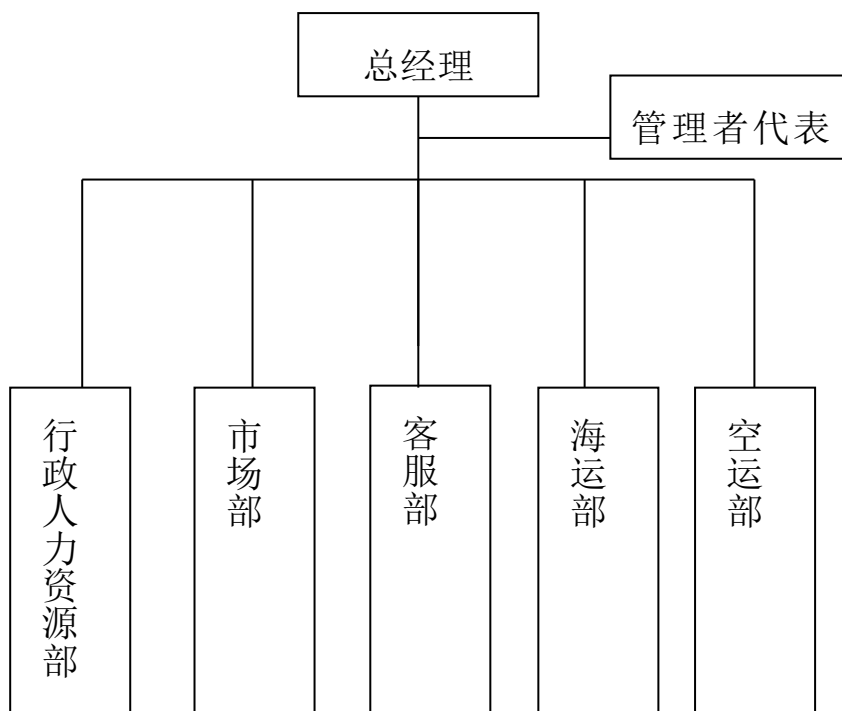 总经理
管理者代表
行政人力资源部
市场部
客服部
海运部
空运部